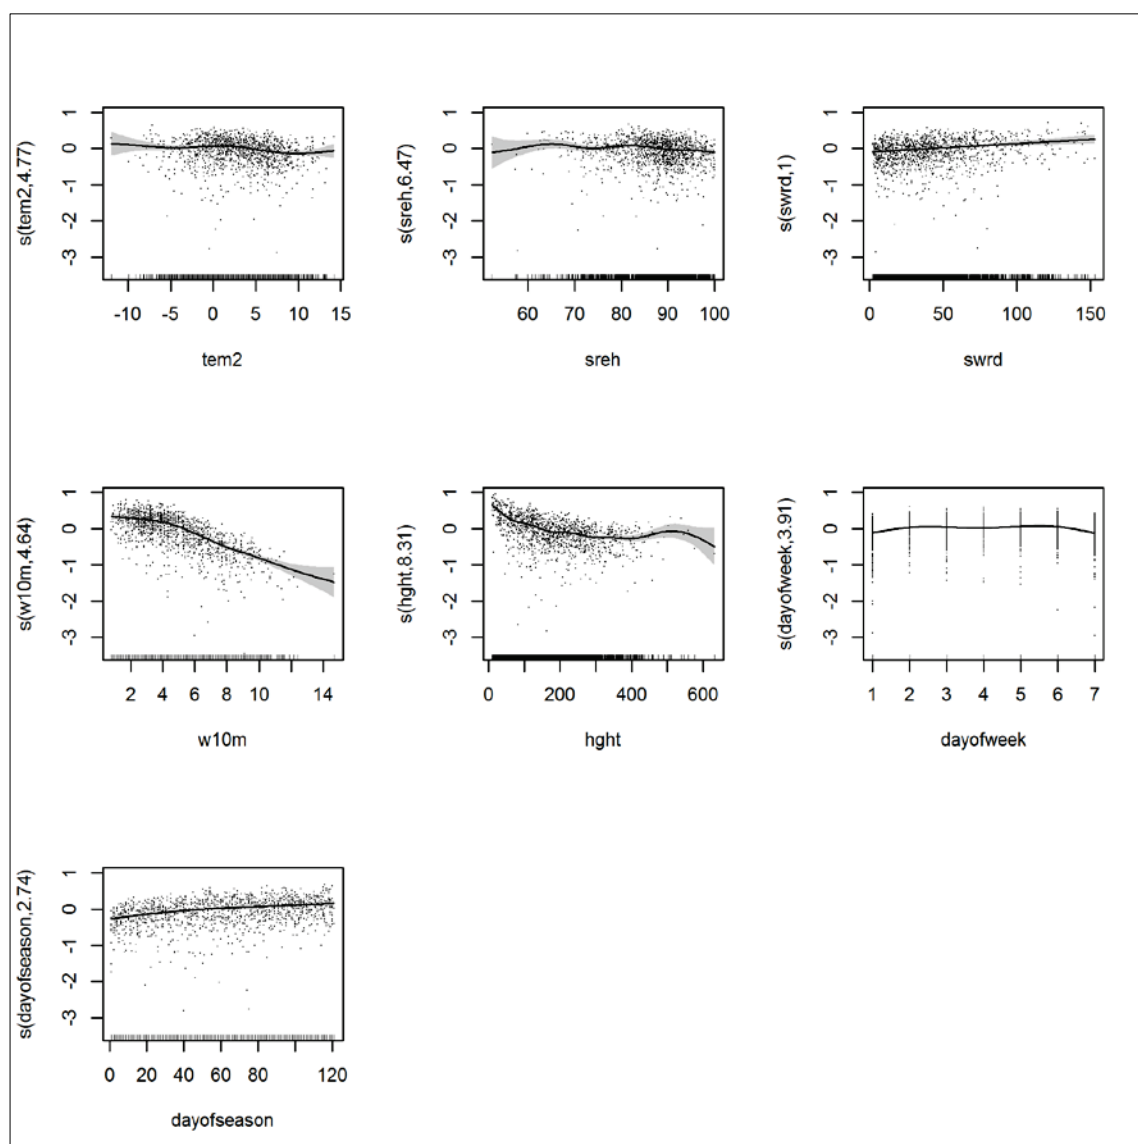 s(tem2,4.77)
1
0
-1
-2
-3
-10 -5 0 5 10 15
tem2
s(sreh,6.47)
1
0
-1
-2
-3
60 70 80 90 100
sreh
s(swrd,1)
1
0
-1
-2
-3
0 50 100 150
swrd
s(w10m,4.64)
1
0
-1
-2
-3
2 4 6 8 10 14
w10m
s(hght,8.31)
1
0
-1
-2
-3
0 200 400 600
hght
s(dayofweek,3.91)
1
0
-1
-2
-3
1 2 3 4 5 6 7
dayofweek
s(dayofseason,2.74)
1
0
-1
-2
-3
0 20 40 60 80 120
dayofseason